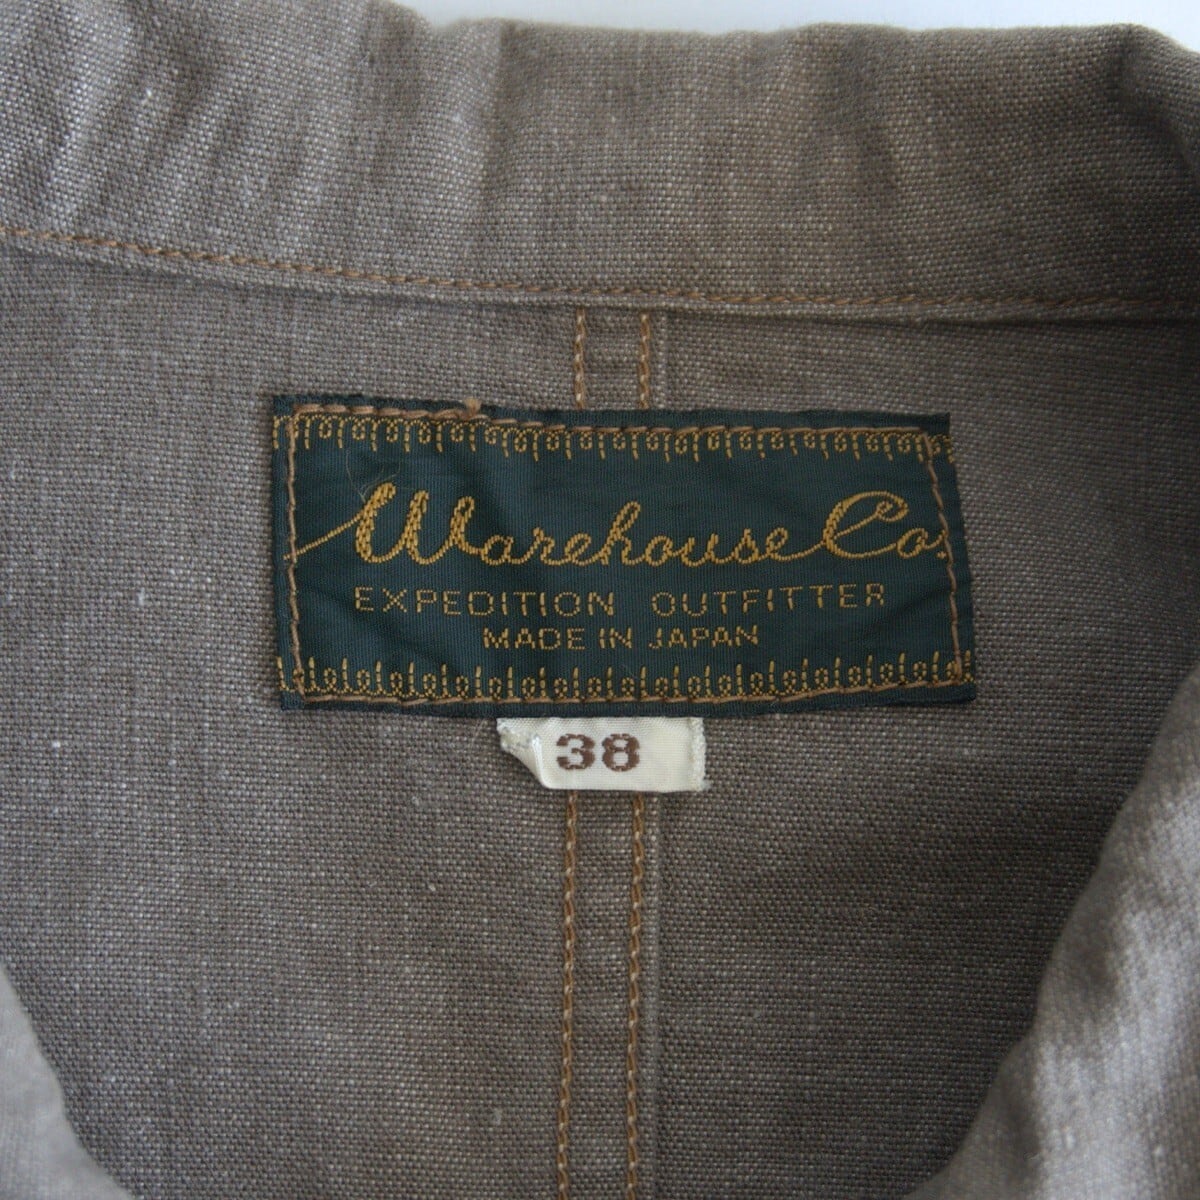 Warehouse Co.
EXPEDITION OUTFITTER
MADE IN JAPAN
38